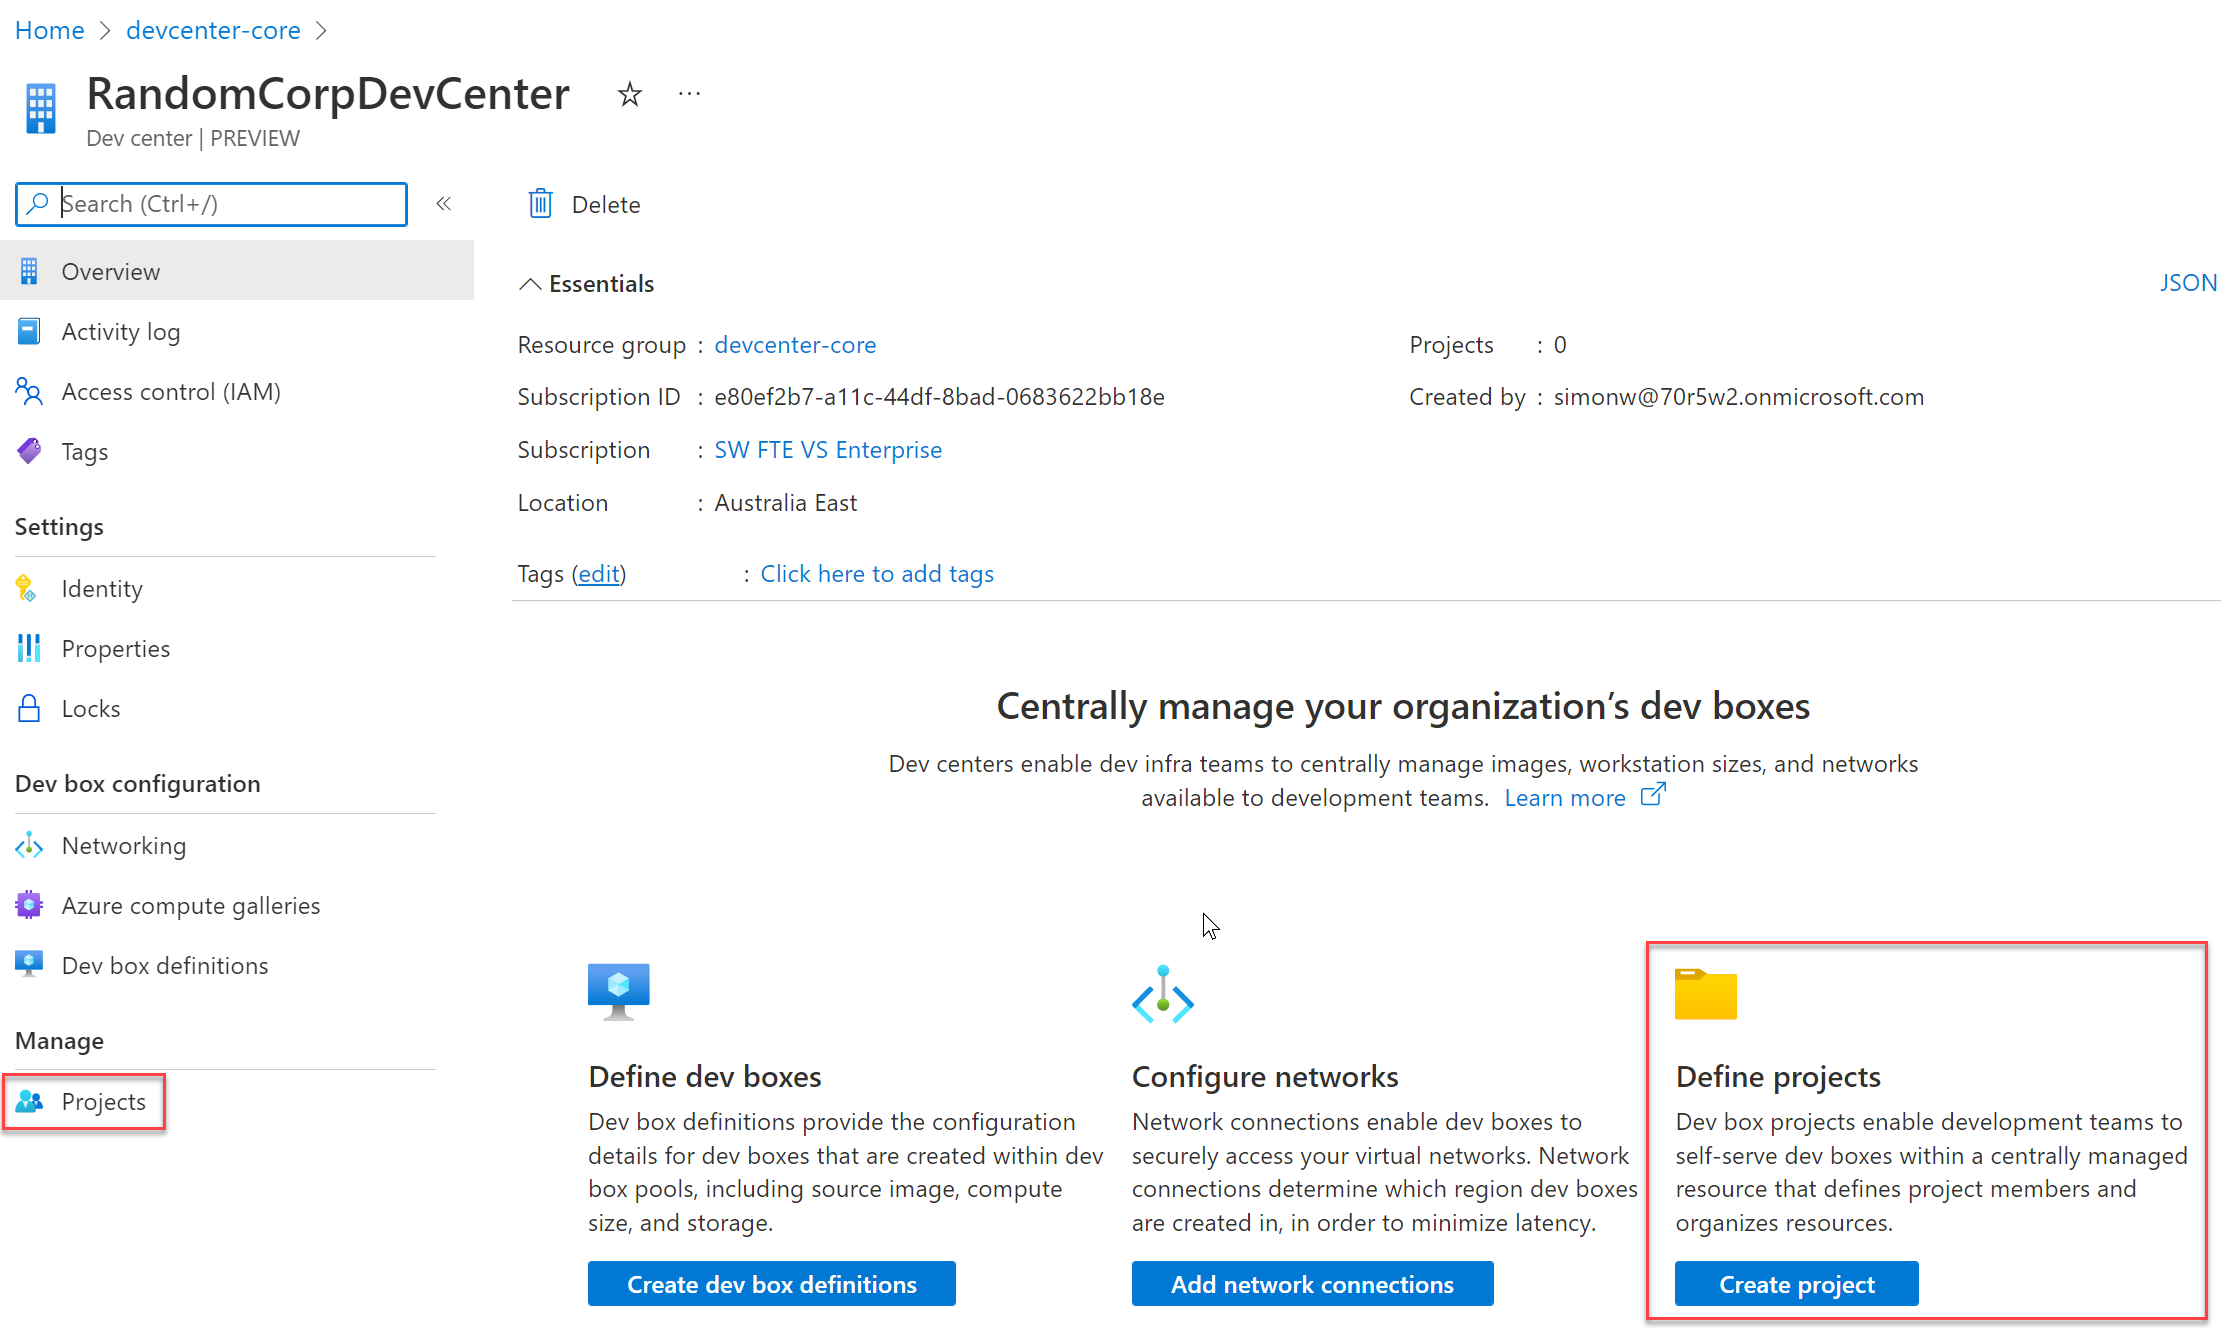 Home > devcenter-core >
RandomCorpDevCenter ☆ ...
Dev center | PREVIEW
Search (Ctrl+/) «
Overview
Activity log
Access control (IAM)
Tags
Settings
Identity
Properties
Locks
Dev box configuration
Networking
Azure compute galleries
Dev box definitions
Manage
Projects
Delete
Essentials
JSON
Resource group : devcenter-core
Subscription ID : e80ef2b7-a11c-44df-8bad-0683622bb18e
Subscription : SW FTE VS Enterprise
Location : Australia East
Projects : 0
Created by : simonw@70r5w2.onmicrosoft.com
Tags (edit) : Click here to add tags
Centrally manage your organization’s dev boxes
Dev centers enable dev infra teams to centrally manage images, workstation sizes, and networks
available to development teams. Learn more
Define dev boxes
Dev box definitions provide the configuration
details for dev boxes that are created within dev
box pools, including source image, compute
size, and storage.
Create dev box definitions
Configure networks
Network connections enable dev boxes to
securely access your virtual networks. Network
connections determine which region dev boxes
are created in, in order to minimize latency.
Add network connections
Define projects
Dev box projects enable development teams to
self-serve dev boxes within a centrally managed
resource that defines project members and
organizes resources.
Create project